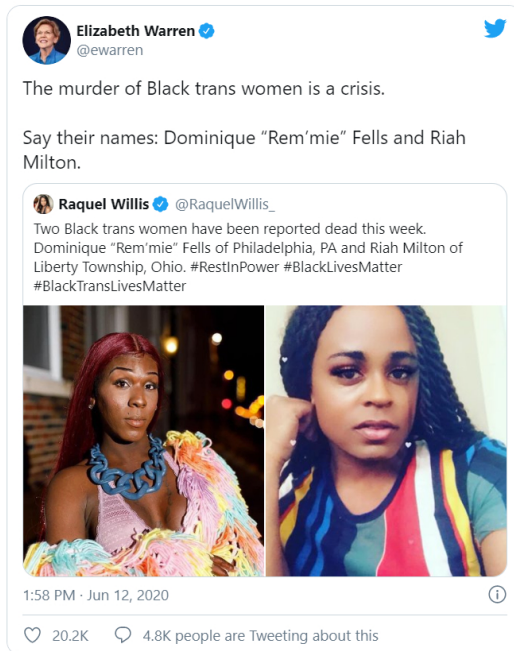 Elizabeth Warren
@ewarren
The murder of Black trans women is a crisis.
Say their names: Dominique “Rem’mie” Fells and Riah
Milton.
Raquel Willis @RaquelWillis_
Two Black trans women have been reported dead this week.
Dominique “Rem’mie” Fells of Philadelphia, PA and Riah Milton of
Liberty Township, Ohio. #RestInPower #BlackLivesMatter
#BlackTransLivesMatter
1:58 PM · Jun 12, 2020
20.2K 4.8K people are Tweeting about this